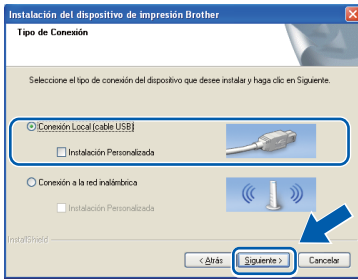 Instalación del dispositivo de impresión Brother
Tipo de Conexión
Seleccione el tipo de conexión del dispositivo que desee instalar y haga clic en Siguiente.
Conexión Local (cable USB)
Instalación Personalizada
Conexión a la red inalámbrica
Instalación Personalizada
InstallShield
< Atrás Siguiente > Cancelar